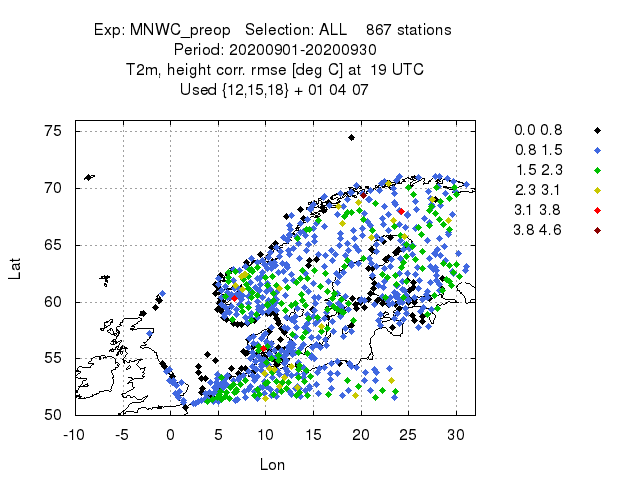 Exp: MNWC_preop   Selection: ALL    867 stations
Period: 20200901-20200930
T2m, height corr. rmse [deg C] at  19 UTC
Used {12,15,18} + 01 04 07
75
70
65
60
55
50
Lat
-10 -5 0 5 10 15 20 25 30
Lon
0.0 0.8
0.8 1.5
1.5 2.3
2.3 3.1
3.1 3.8
3.8 4.6